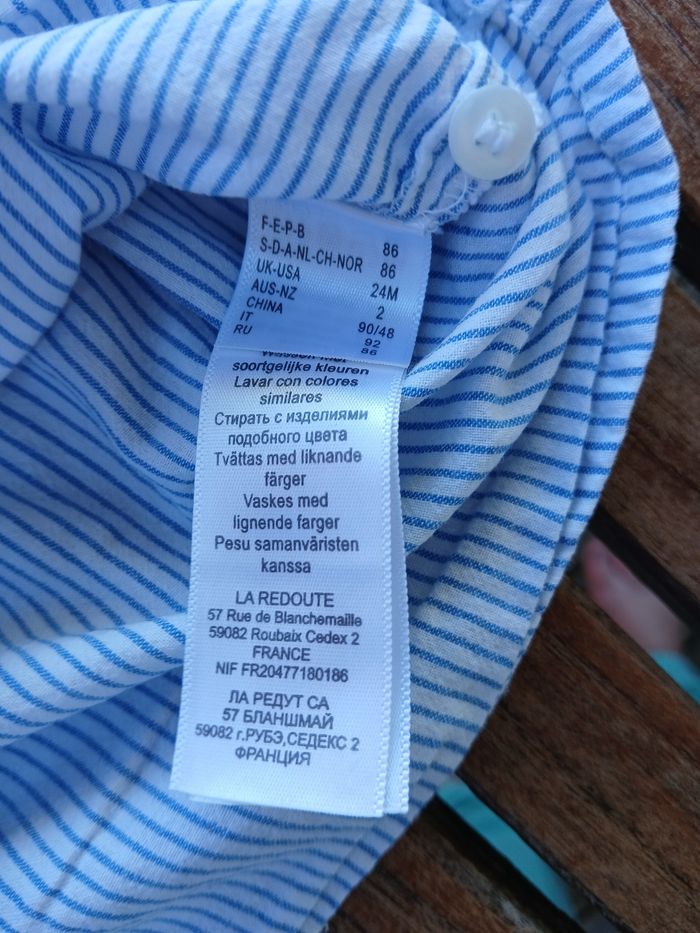 F-E-P-B 86
S-D-A-NL-CH-NOR 86
UK-USA 24M
AUS-NZ 2
CHINA 90/48
IT 92
RU 86
soortgelijke kleuren
Lavar con colores
similares
Стирать с изделиями
подобного цвета
Tvättas med liknande
färger
Vaskes med
lignende farger
Pesu samanväristen
kanssa
LA REDOUTE
57 Rue de Blanchemaille
59082 Roubaix Cedex 2
FRANCE
NIF FR20477180186
ЛА РЕДУТ СА
57 БЛАНШМАЙ
59082 г.РУБЭ,СЕДЕКС 2
ФРАНЦИЯ